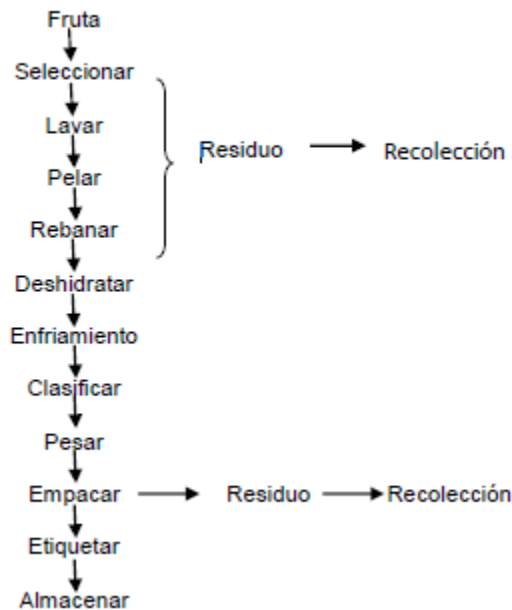 Fruta
Seleccionar
Lavar
Residuo Recolección
Pelar
Rebanar
Deshidratar
Enfriamiento
Clasificar
Pesar
Empacar Residuo Recolección
Etiquetar
Almacenar